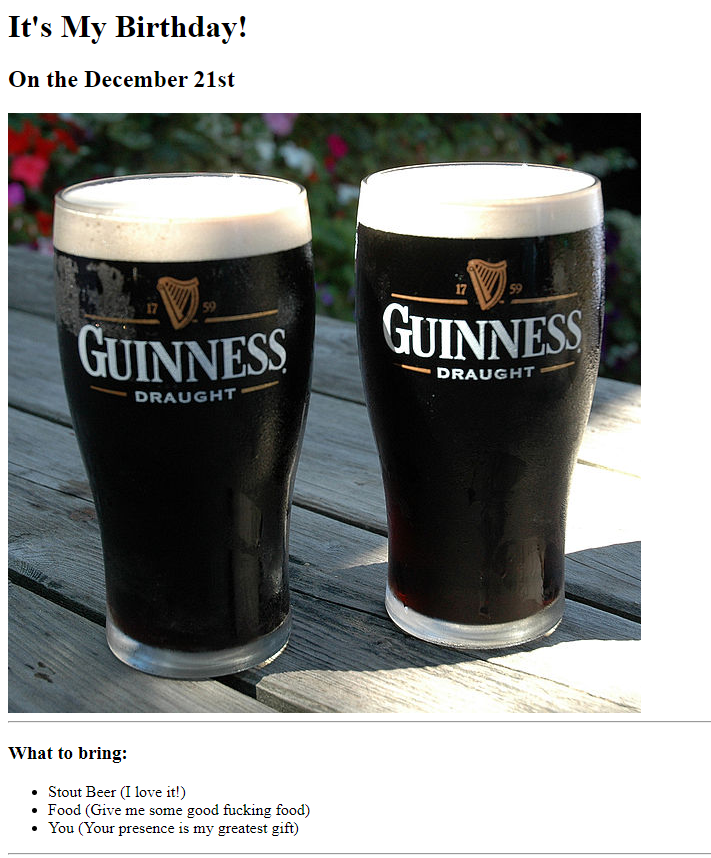 It's My Birthday!
On the December 21st
17 59
GUINNESS
DRAUGHT
17 59
GUINNESS
DRAUGHT
What to bring:
Stout Beer (I love it!)
Food (Give me some good fucking food)
You (Your presence is my greatest gift)